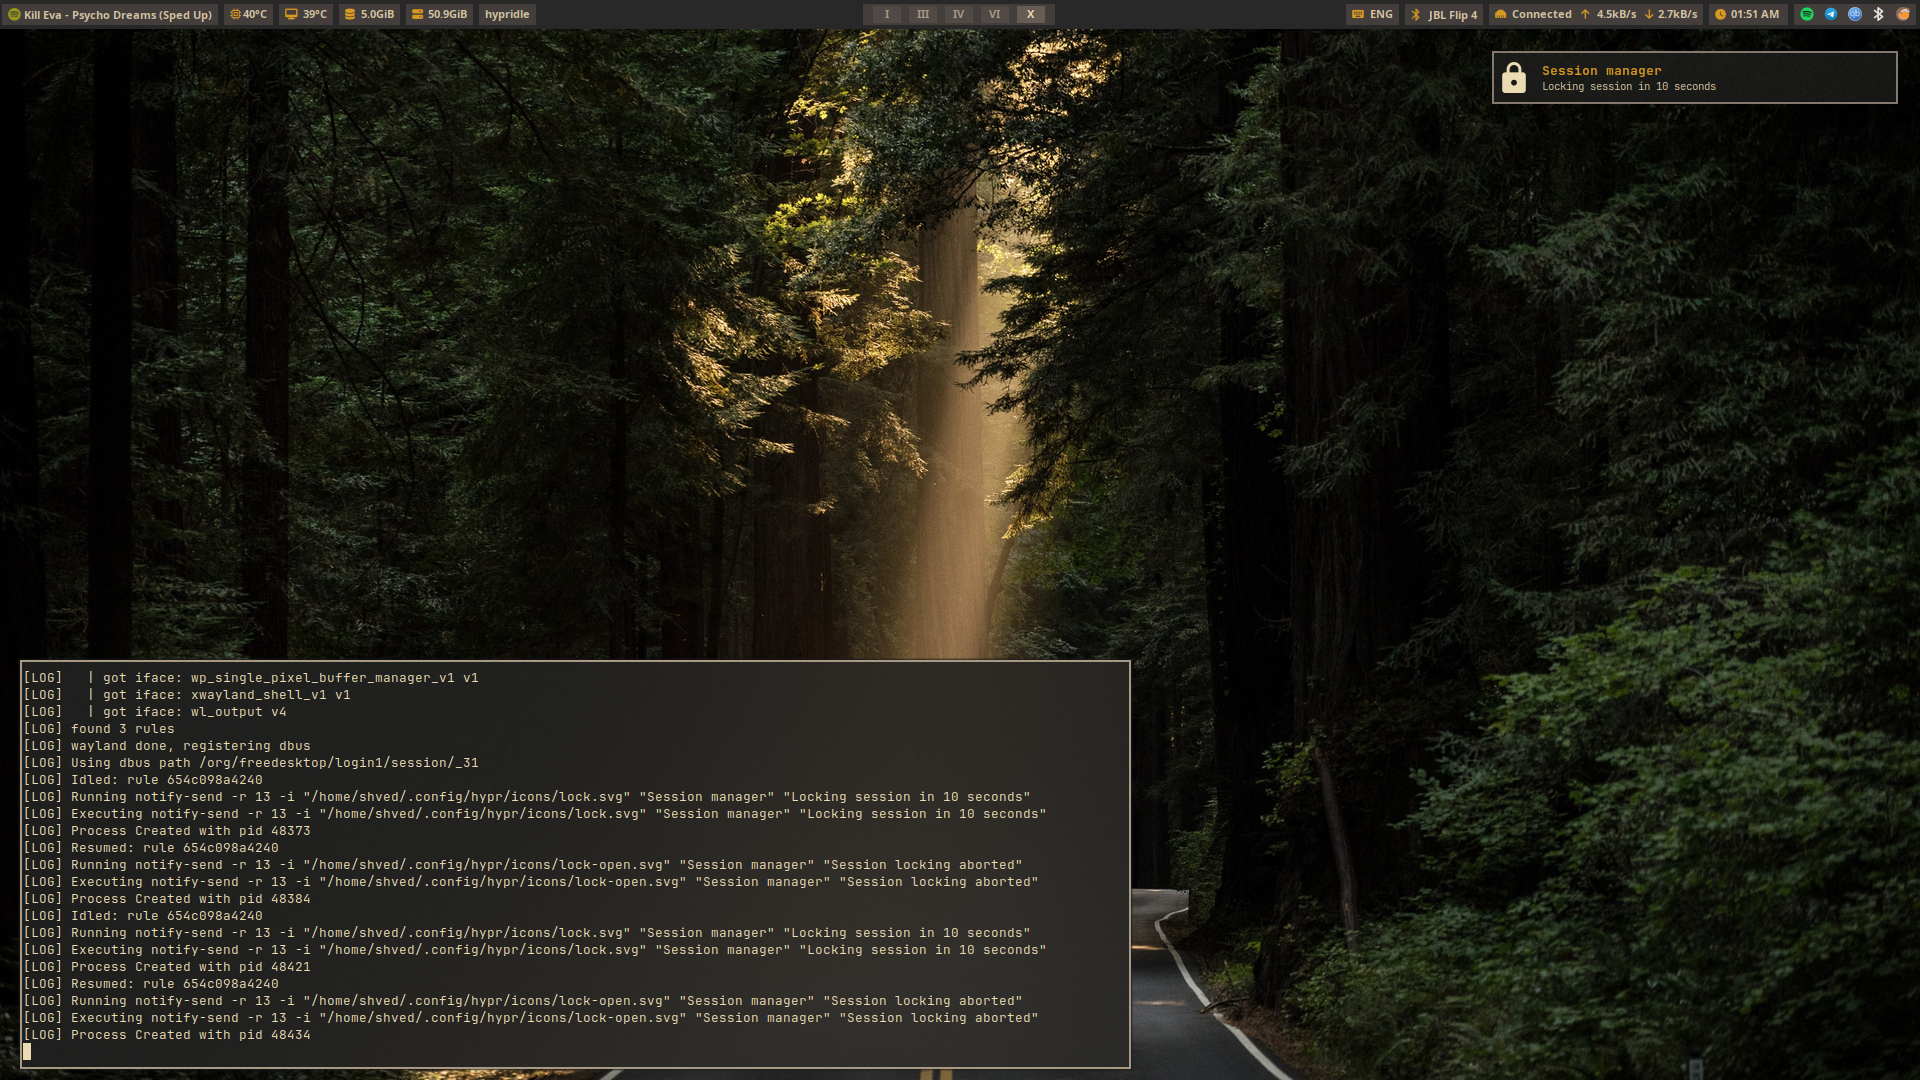 Kill Eva - Psycho Dreams (Sped Up) 40°C 39°C 5.0GiB 50.9GiB hypridle I III IV VI X ENG JBL Flip 4 Connected ↑ 4.5kB/s ↓ 2.7kB/s 01:51 AM
Session manager
Locking session in 10 seconds
[LOG]   | got iface: wp_single_pixel_buffer_manager_v1 v1
[LOG]   | got iface: xwayland_shell_v1 v1
[LOG]   | got iface: wl_output v4
[LOG] found 3 rules
[LOG] wayland done, registering dbus
[LOG] Using dbus path /org/freedesktop/login1/session/_31
[LOG] Idled: rule 654c098a4240
[LOG] Running notify-send -r 13 -i "/home/shved/.config/hypr/icons/lock.svg" "Session manager" "Locking session in 10 seconds"
[LOG] Executing notify-send -r 13 -i "/home/shved/.config/hypr/icons/lock.svg" "Session manager" "Locking session in 10 seconds"
[LOG] Process Created with pid 48373
[LOG] Resumed: rule 654c098a4240
[LOG] Running notify-send -r 13 -i "/home/shved/.config/hypr/icons/lock-open.svg" "Session manager" "Session locking aborted"
[LOG] Executing notify-send -r 13 -i "/home/shved/.config/hypr/icons/lock-open.svg" "Session manager" "Session locking aborted"
[LOG] Process Created with pid 48384
[LOG] Idled: rule 654c098a4240
[LOG] Running notify-send -r 13 -i "/home/shved/.config/hypr/icons/lock.svg" "Session manager" "Locking session in 10 seconds"
[LOG] Executing notify-send -r 13 -i "/home/shved/.config/hypr/icons/lock.svg" "Session manager" "Locking session in 10 seconds"
[LOG] Process Created with pid 48421
[LOG] Resumed: rule 654c098a4240
[LOG] Running notify-send -r 13 -i "/home/shved/.config/hypr/icons/lock-open.svg" "Session manager" "Session locking aborted"
[LOG] Executing notify-send -r 13 -i "/home/shved/.config/hypr/icons/lock-open.svg" "Session manager" "Session locking aborted"
[LOG] Process Created with pid 48434